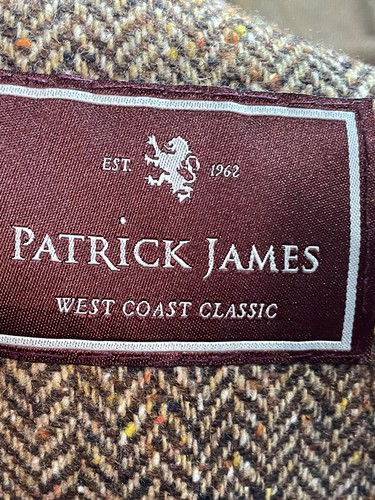 EST. 1962
PATRICK JAMES
WEST COAST CLASSIC